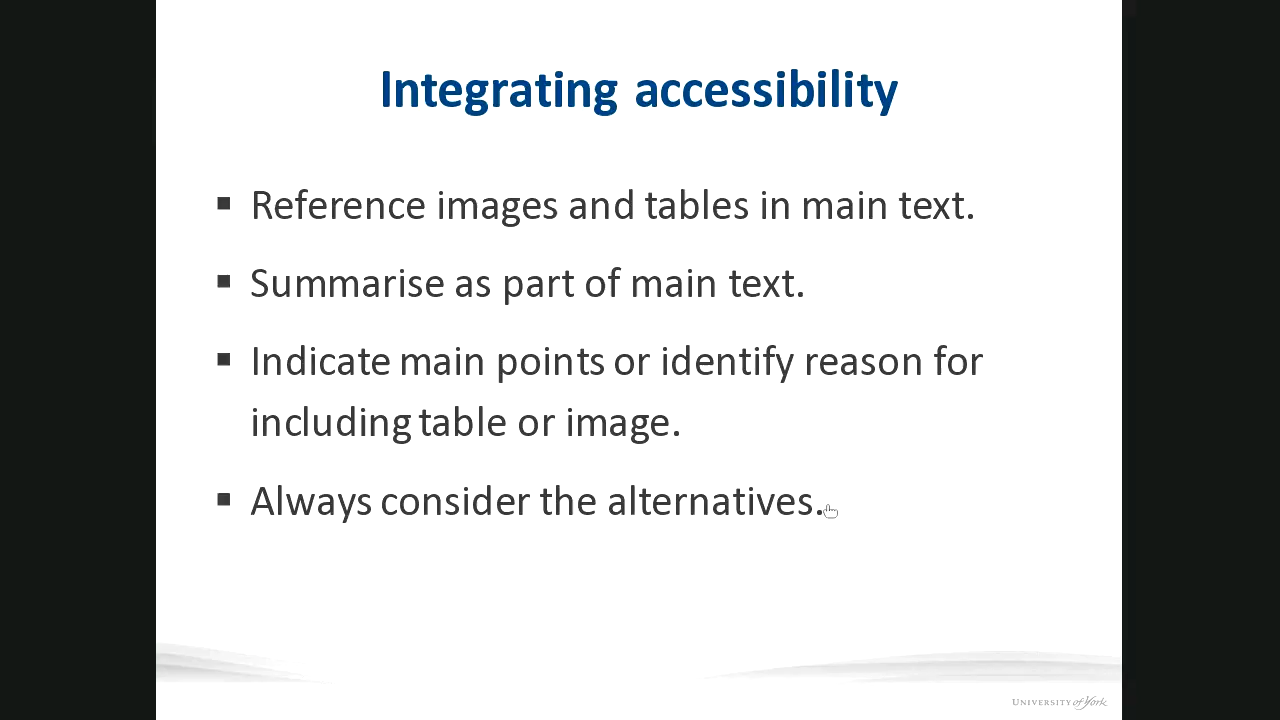 Integrating accessibility
▪ Reference images and tables in main text.
▪ Summarise as part of main text.
▪ Indicate main points or identify reason for
including table or image.
▪ Always consider the alternatives.
UNIVERSITY of York